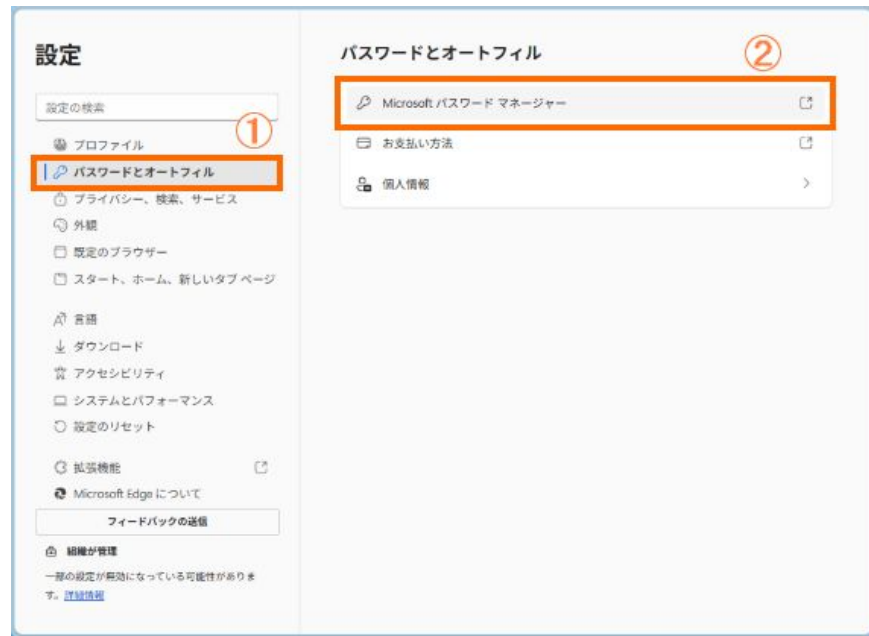 設定
設定の検索
①
プロファイル
パスワードとオートフィル
プライバシー、検索、サービス
外観
既定のブラウザー
スタート、ホーム、新しいタブ ページ
言語
ダウンロード
アクセシビリティ
システムとパフォーマンス
設定のリセット
拡張機能
Microsoft Edge について
フィードバックの送信
組織が管理
一部の設定が無効になっている可能性がありま
す。詳細情報
パスワードとオートフィル
②
Microsoft パスワード マネージャー
お支払い方法
個人情報